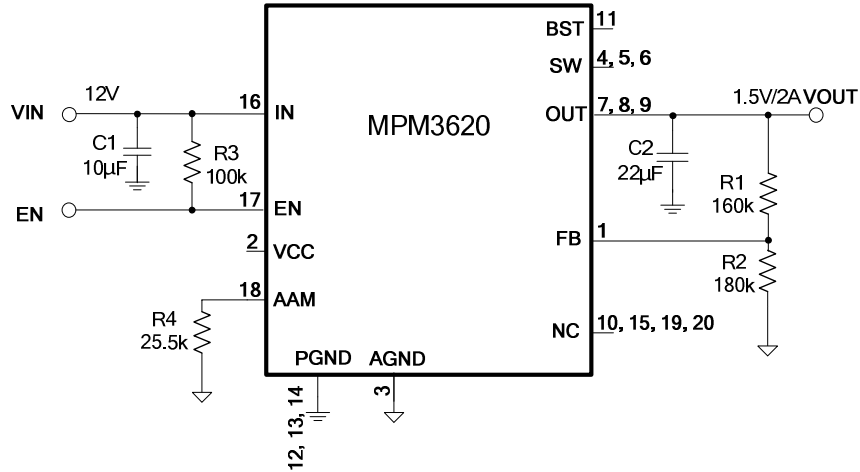 BST 11
SW 4, 5, 6
VIN 12V 16 IN
MPM3620
OUT 7, 8, 9 1.5V/2A VOUT
C1
10µF
R3
100k
C2
22µF
R1
160k
EN 17 EN
FB 1
2 VCC
R2
180k
18 AAM
R4
25.5k
NC 10, 15, 19, 20
PGND AGND
12, 13, 14
3